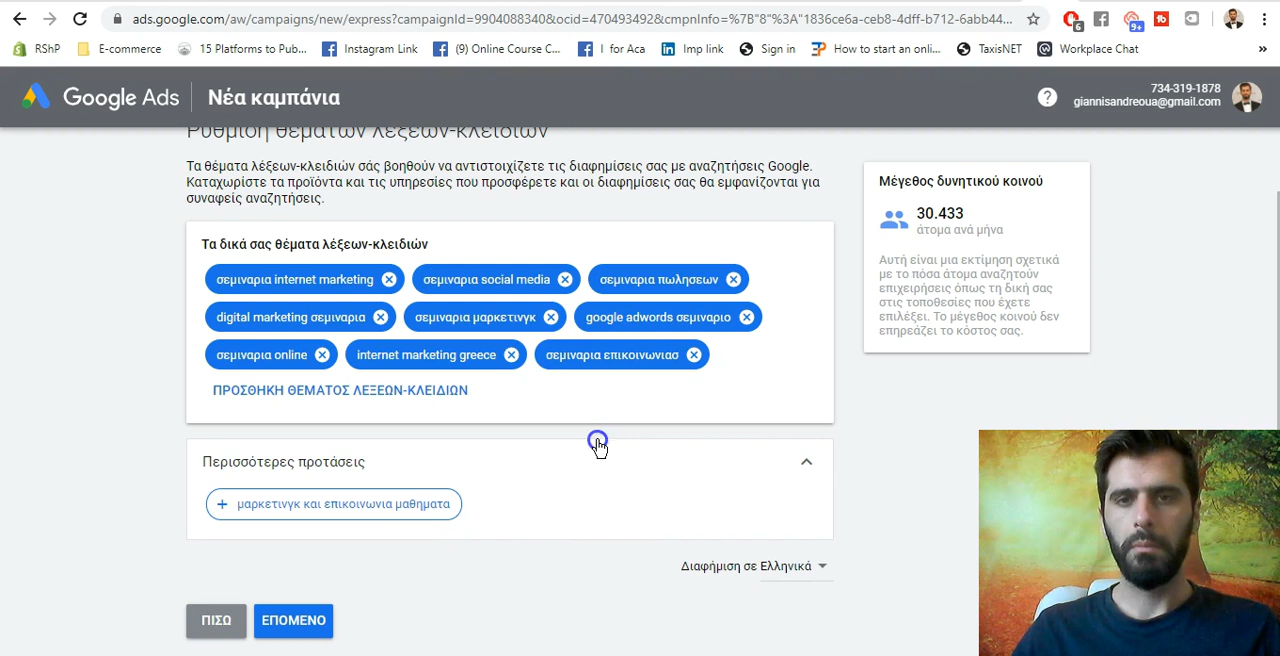 ads.google.com/aw/campaigns/new/express?campaignId=9904088340&ocid=470493492&cmpnInfo=%7B"8"%3A"1836ce6a-ceb8-4dff-b712-6abb44...
6
9+
RShP
E-commerce
15 Platforms to Pub...
Instagram Link
(9) Online Course C...
I for Aca
Imp link
Sign in
How to start an onli...
TaxisNET
Workplace Chat
»
Google Ads
Νέα καμπάνια
734-319-1878
giannisandreoua@gmail.com
Ρύθμιση θεμάτων λέξεων-κλειδιών
Τα θέματα λέξεων-κλειδιών σάς βοηθούν να αντιστοιχίζετε τις διαφημίσεις σας με αναζητήσεις Google.
Καταχωρίστε τα προϊόντα και τις υπηρεσίες που προσφέρετε και οι διαφημίσεις σας θα εμφανίζονται για
συναφείς αναζητήσεις.
Τα δικά σας θέματα λέξεων-κλειδιών
σεμιναρια internet marketing
σεμιναρια social media
σεμιναρια πωλησεων
digital marketing σεμιναρια
σεμιναρια μαρκετινγκ
google adwords σεμιναριο
σεμιναρια online
internet marketing greece
σεμιναρια επικοινωνιασ
ΠΡΟΣΘΗΚΗ ΘΕΜΑΤΟΣ ΛΕΞΕΩΝ-ΚΛΕΙΔΙΩΝ
Περισσότερες προτάσεις
+ μαρκετινγκ και επικοινωνια μαθηματα
Διαφήμιση σε Ελληνικά
ΠΙΣΩ
ΕΠΟΜΕΝΟ
Μέγεθος δυνητικού κοινού
30.433
άτομα ανά μήνα
Αυτή είναι μια εκτίμηση σχετικά
με το πόσα άτομα αναζητούν
επιχειρήσεις όπως τη δική σας
στις τοποθεσίες που έχετε
επιλέξει. Το μέγεθος κοινού δεν
επηρεάζει το κόστος σας.